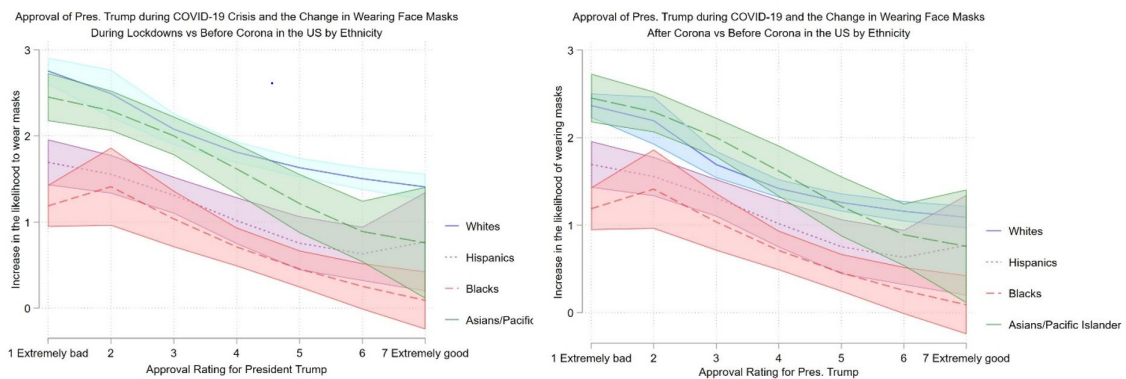 Approval of Pres. Trump during COVID-19 Crisis and the Change in Wearing Face Masks
During Lockdowns vs Before Corona in the US by Ethnicity
Increase in the likelihood to wear masks
3
2
1
0
1 Extremely bad
2
3
4
5
6
7 Extremely good
Approval Rating for President Trump
Whites
Hispanics
Blacks
Asians/Pacific
Approval of Pres. Trump during COVID-19 and the Change in Wearing Face Masks
After Corona vs Before Corona in the US by Ethnicity
Increase of the likelihood of wearing masks
3
2
1
0
1 Extremely bad
2
3
4
5
6
7 Extremely good
Approval Rating for Pres. Trump
Whites
Hispanics
Blacks
Asians/Pacific Islander